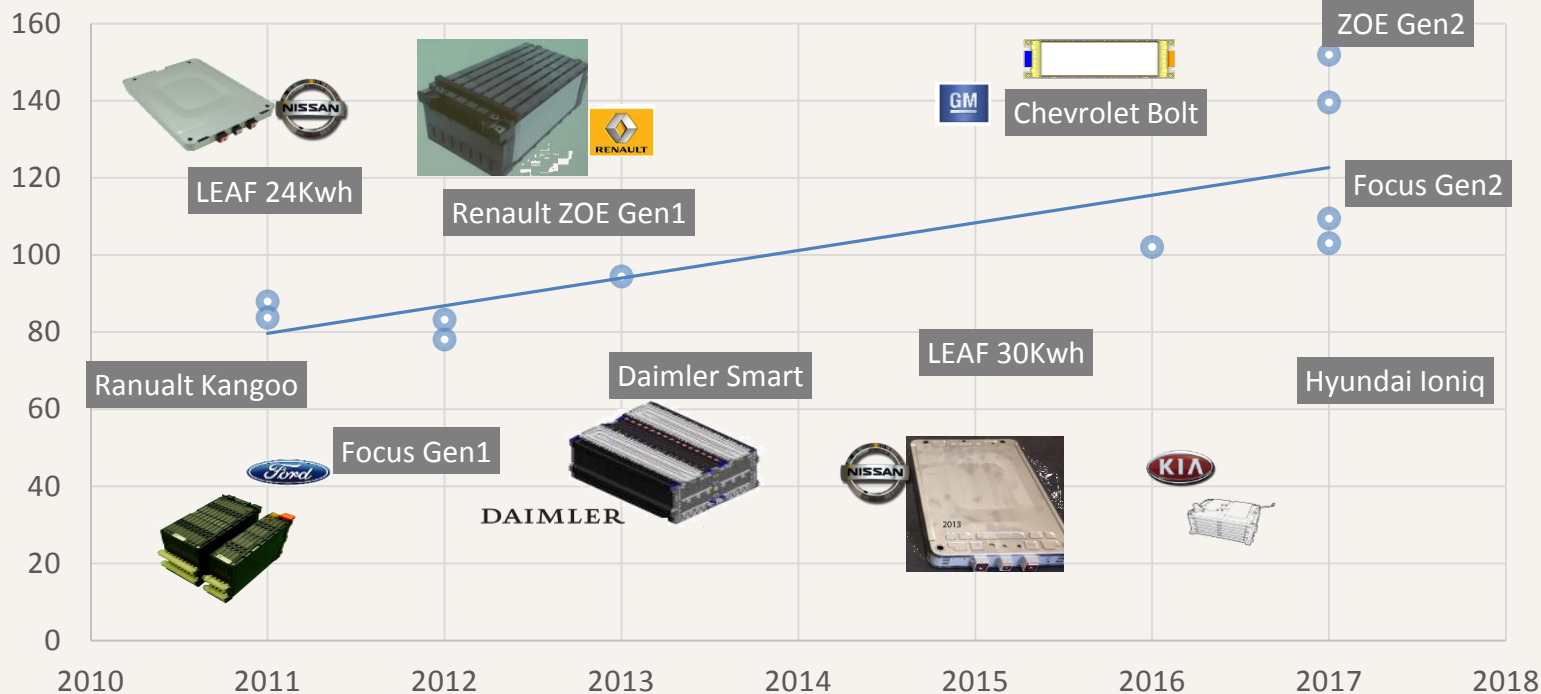 160
140
120
100
80
60
40
20
0
2010
2011
2012
2013
2014
2015
2016
2017
2018
NISSAN
LEAF 24Kwh
RENAULT
Renault ZOE Gen1
GM
Chevrolet Bolt
ZOE Gen2
Focus Gen2
Ranualt Kangoo
Ford
Focus Gen1
Daimler Smart
DAIMLER
LEAF 30Kwh
NISSAN
2013
Hyundai Ioniq
KIA